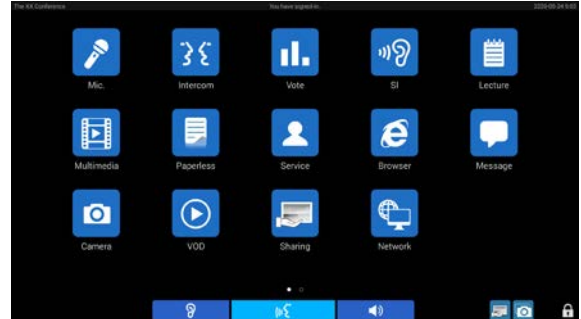 The XX Conference
You have signed in.
Mic.
Intercom
Vote
SI
Lecture
Multimedia
Paperless
Service
Browser
Message
Camera
VOD
Sharing
Network